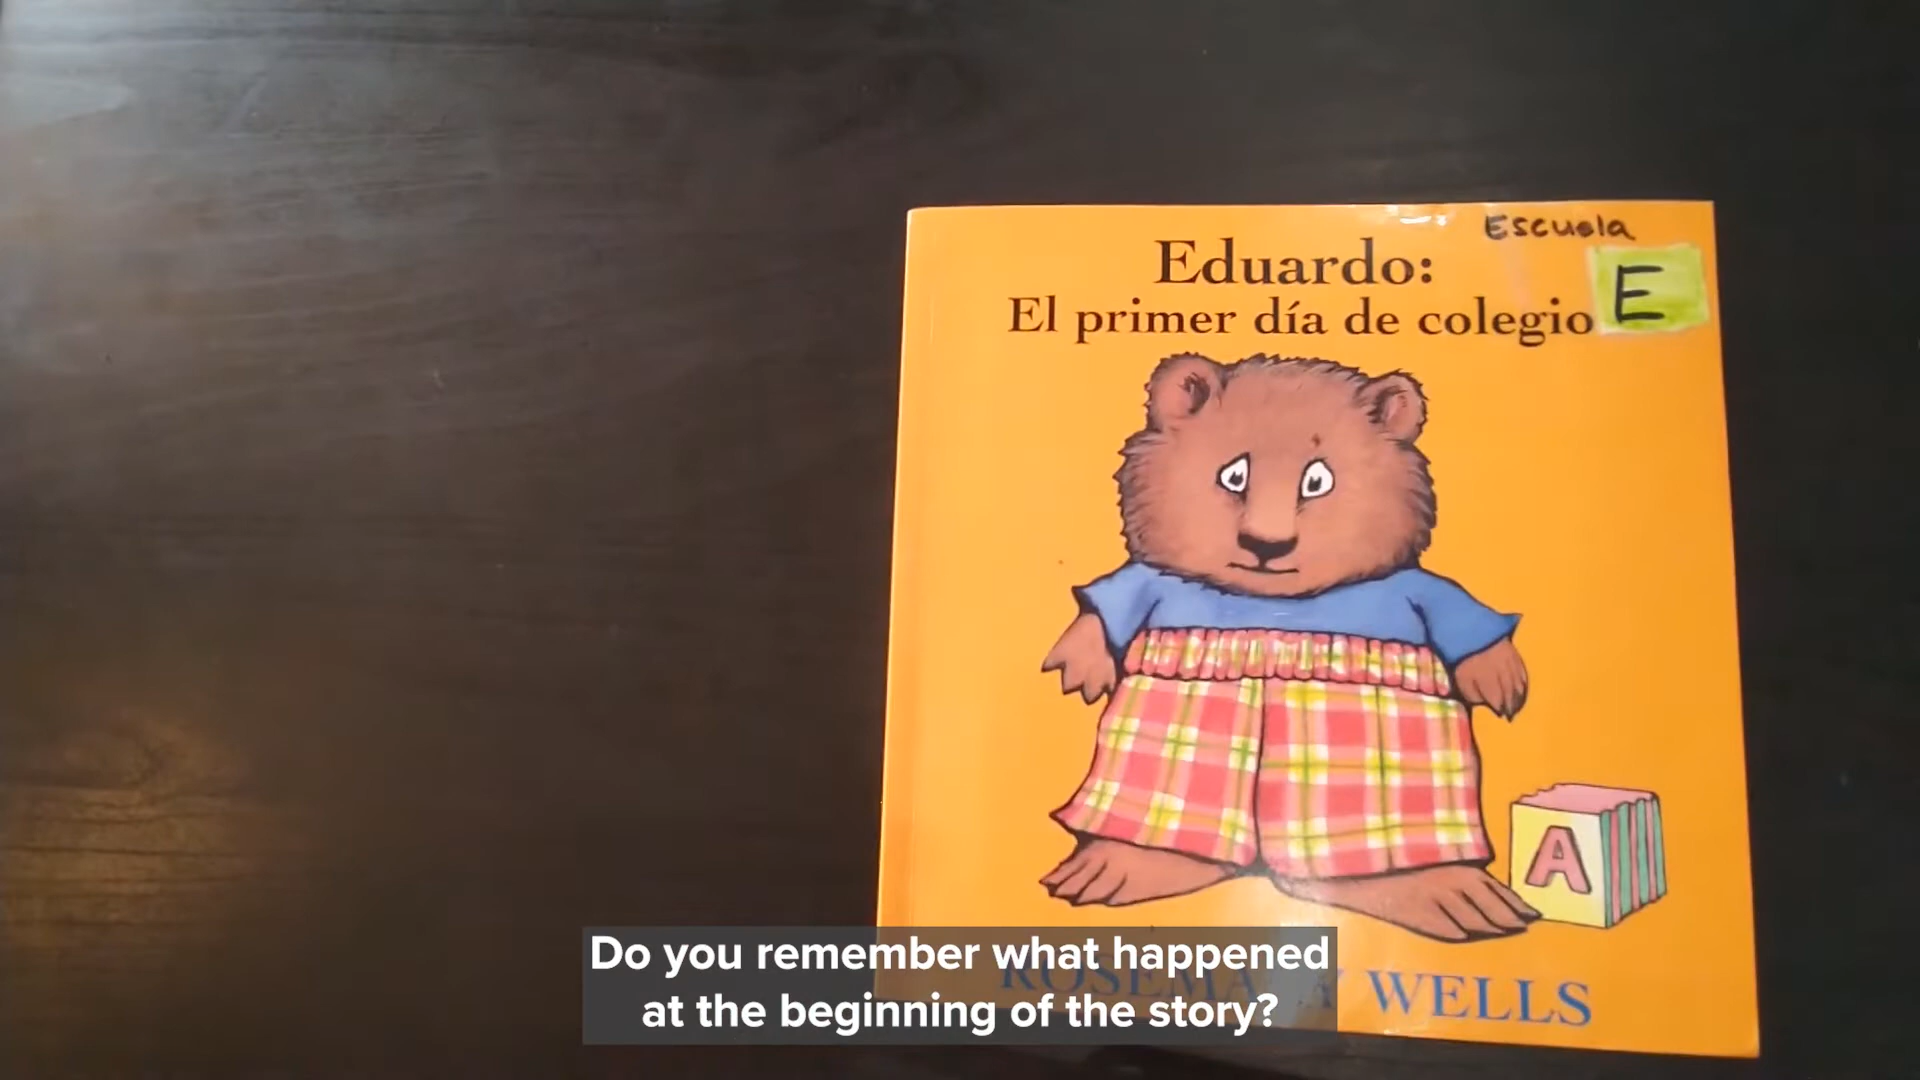 Escuela
Eduardo:
E
El primer día de colegio
A
WELLS
Do you remember what happened
at the beginning of the story?